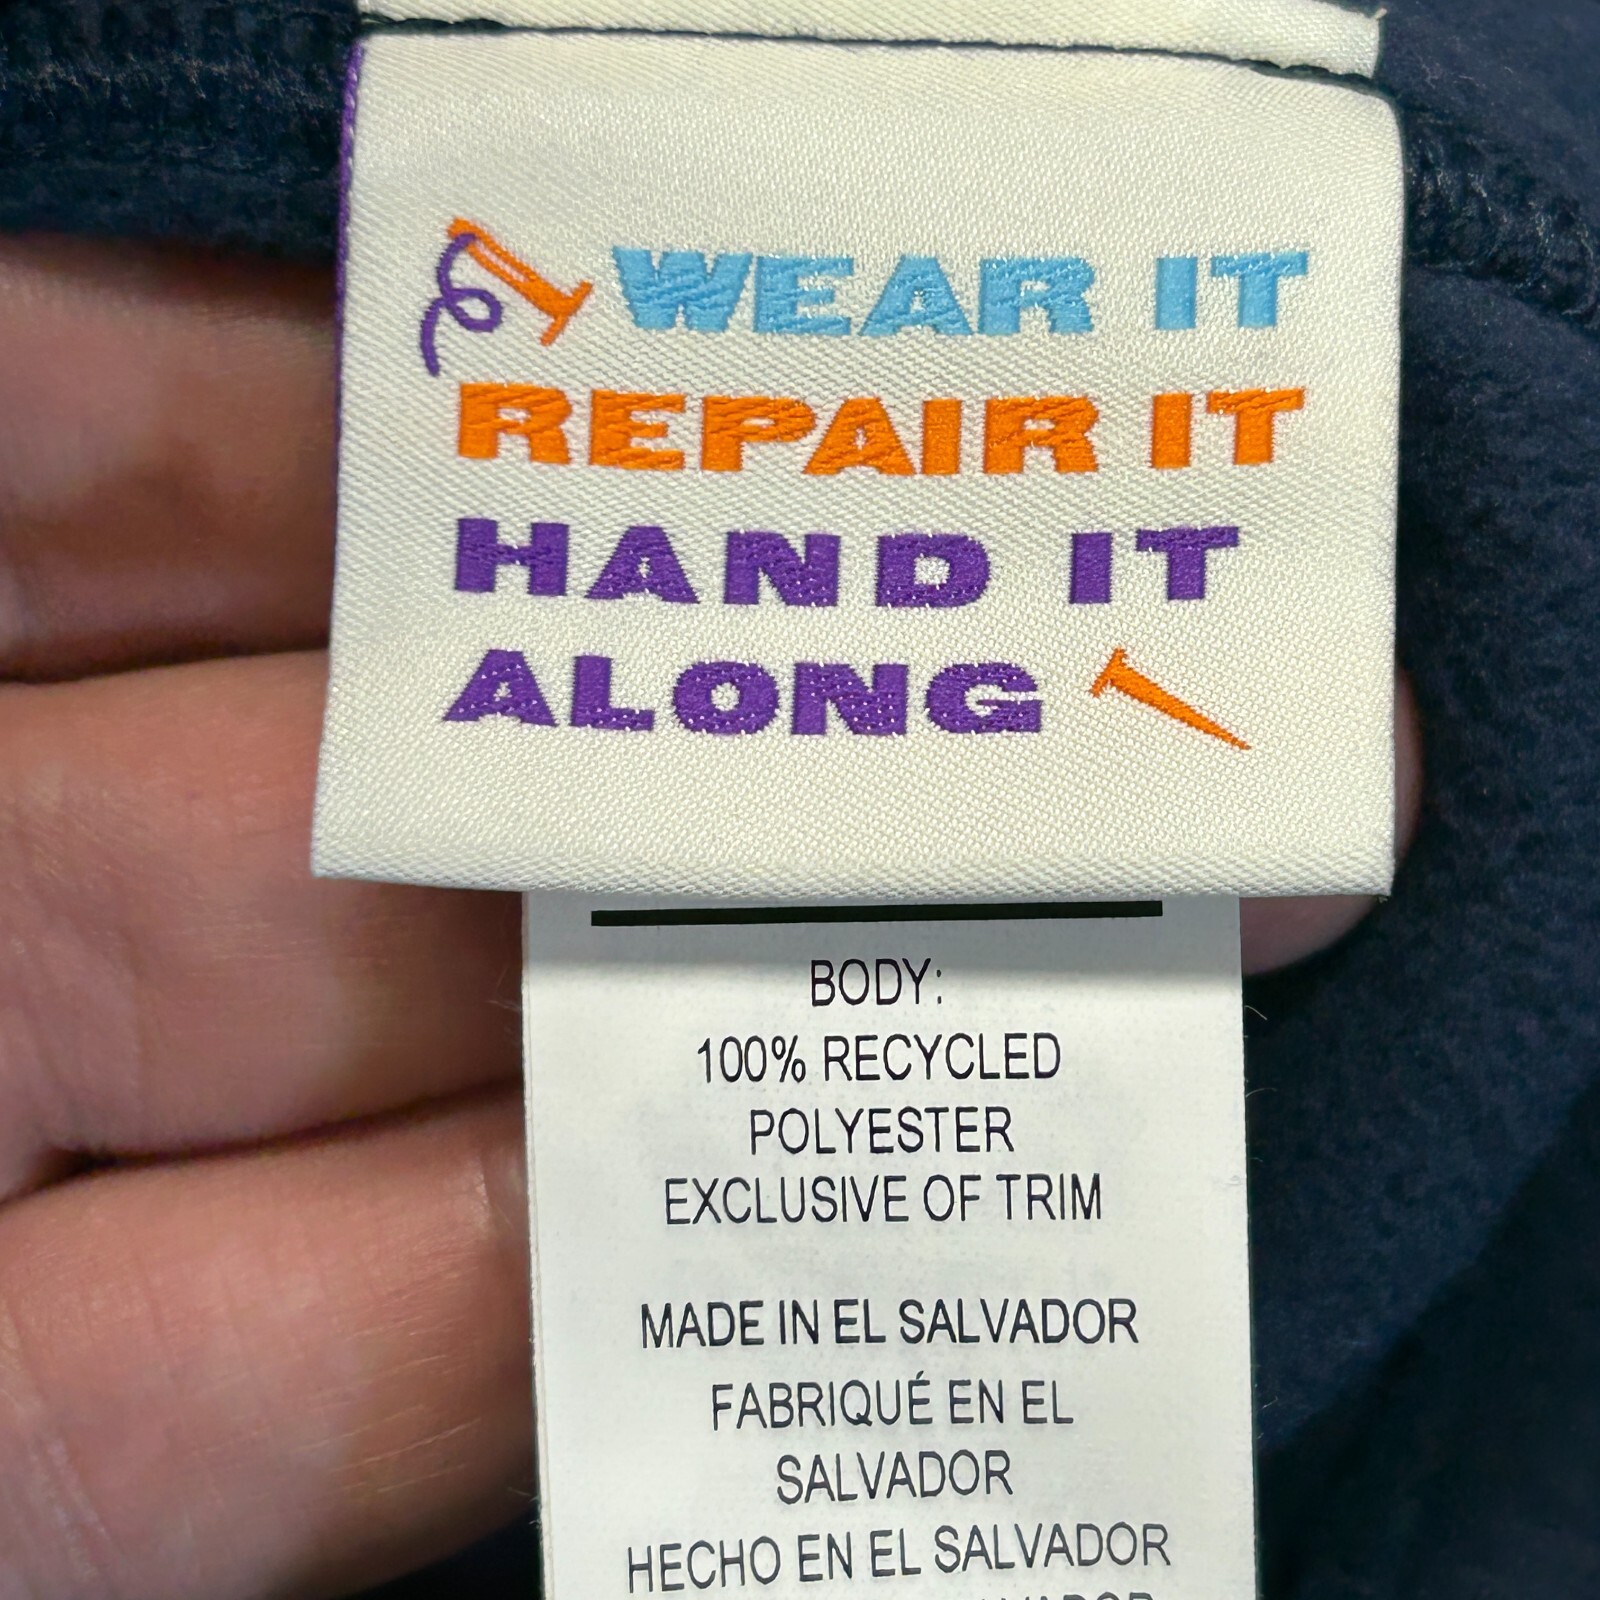 WEAR IT
REPAIR IT
HAND IT
ALONG
BODY:
100% RECYCLED
POLYESTER
EXCLUSIVE OF TRIM
MADE IN EL SALVADOR
FABRIQUÉ EN EL
SALVADOR
HECHO EN EL SALVADOR